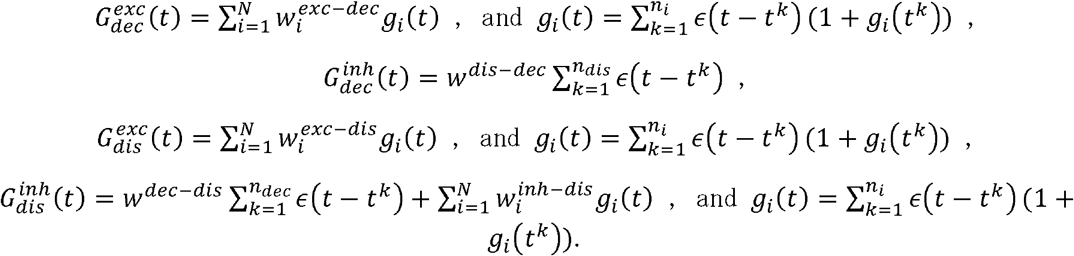 G_{dec}^{exc}(t) = ∑_{i=1}^{N} w_i^{exc−dec} g_i(t) , and g_i(t) = ∑_{k=1}^{n_i} ϵ(t − t^k) (1 + g_i(t^k)) ,
G_{dec}^{inh}(t) = w^{dis−dec} ∑_{k=1}^{n_{dis}} ϵ(t − t^k) ,
G_{dis}^{exc}(t) = ∑_{i=1}^{N} w_i^{exc−dis} g_i(t) , and g_i(t) = ∑_{k=1}^{n_i} ϵ(t − t^k) (1 + g_i(t^k)) ,
G_{dis}^{inh}(t) = w^{dec−dis} ∑_{k=1}^{n_{dec}} ϵ(t − t^k) + ∑_{i=1}^{N} w_i^{inh−dis} g_i(t) , and g_i(t) = ∑_{k=1}^{n_i} ϵ(t − t^k) (1 +
g_i(t^k)).